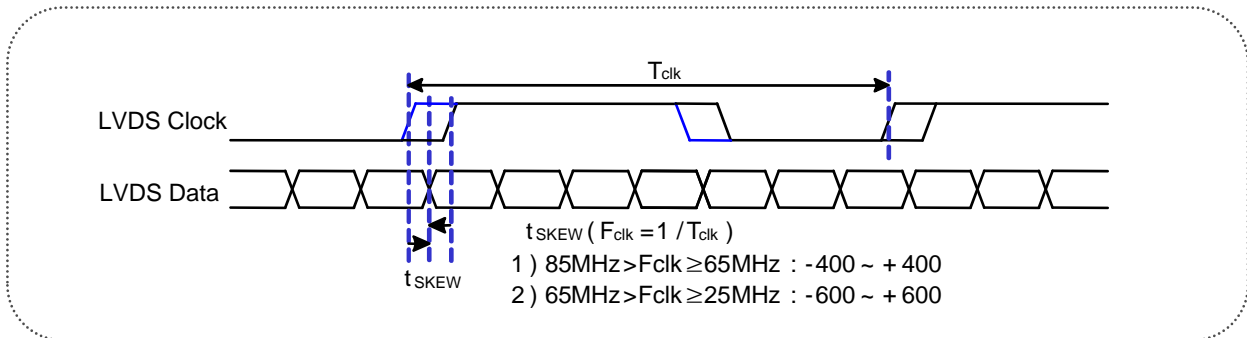 Tclk
LVDS Clock
LVDS Data
tSKEW ( Fclk = 1 / Tclk )
1 ) 85MHz > Fclk ≥ 65MHz : -400 ~ + 400
tSKEW
2 ) 65MHz > Fclk ≥ 25MHz : -600 ~ + 600